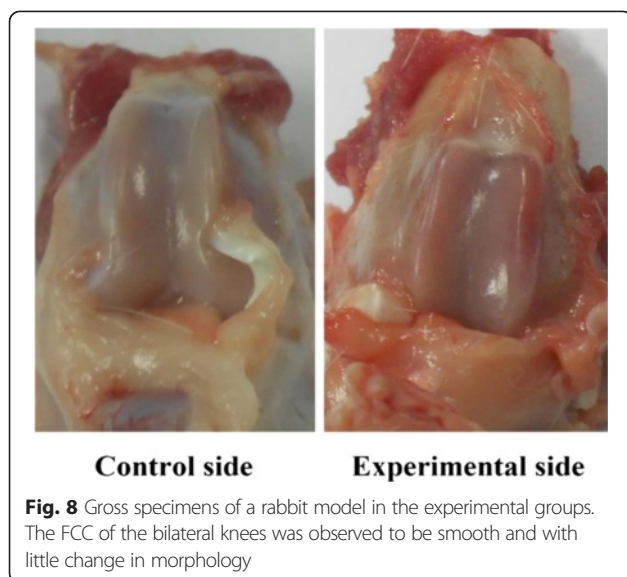 Control side
Experimental side
Fig. 8 Gross specimens of a rabbit model in the experimental groups.
The FCC of the bilateral knees was observed to be smooth and with
little change in morphology